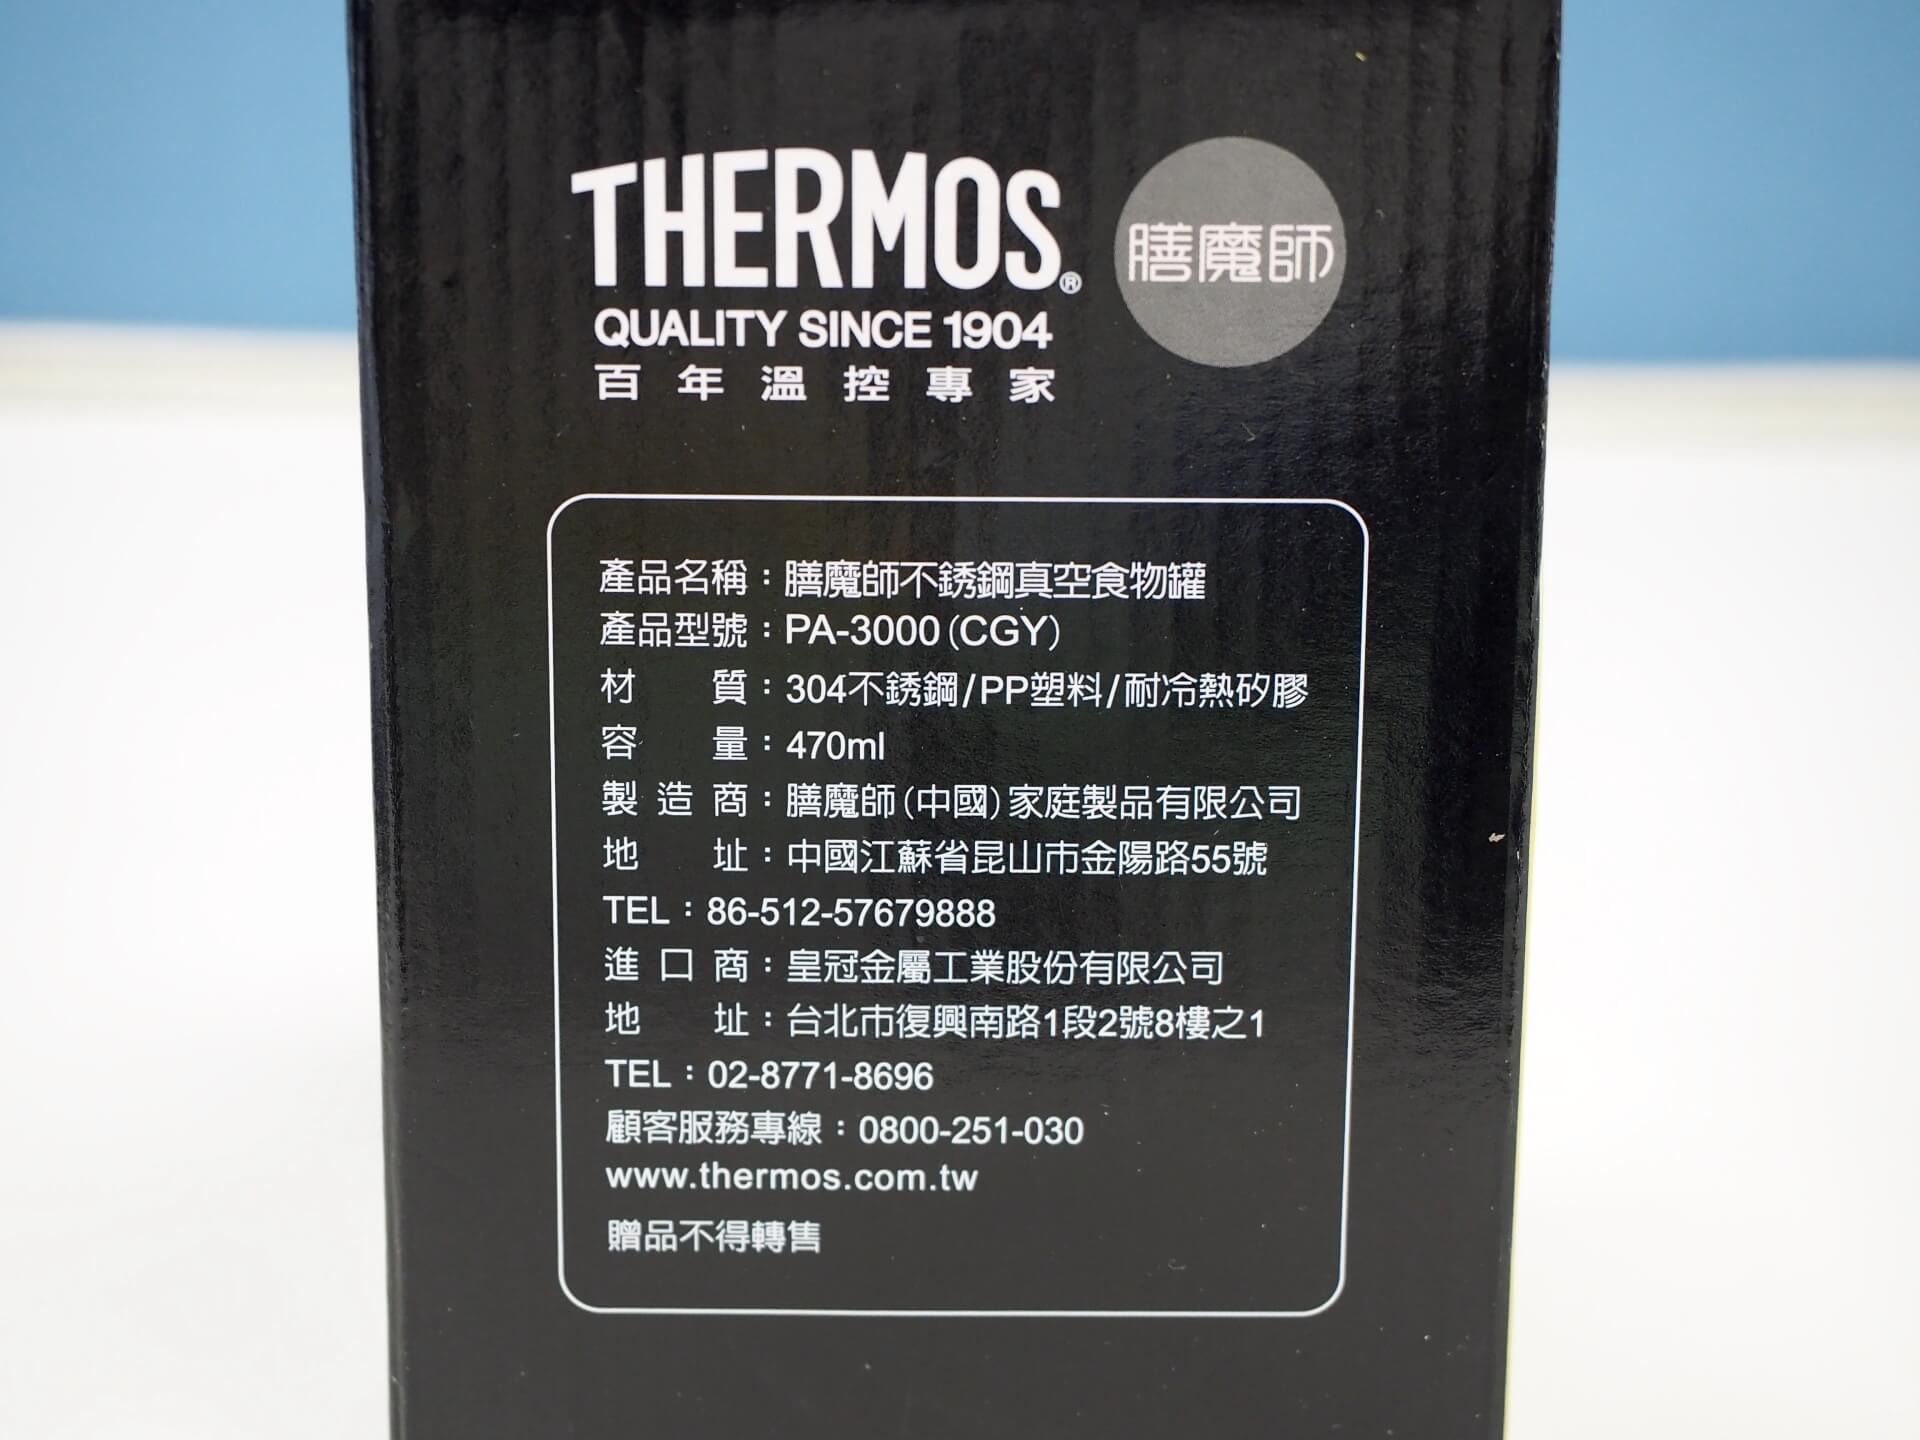 THERMOS®
膳魔師
QUALITY SINCE 1904
百年溫控專家
產品名稱：膳魔師不銹鋼真空食物罐
產品型號：PA-3000(CGY)
材 質：304不銹鋼/PP塑料/耐冷熱矽膠
容 量：470ml
製造商：膳魔師(中國)家庭製品有限公司
地 址：中國江蘇省昆山市金陽路55號
TEL：86-512-57679888
進口商：皇冠金屬工業股份有限公司
地 址：台北市復興南路1段2號8樓之1
TEL：02-8771-8696
顧客服務專線：0800-251-030
www.thermos.com.tw
贈品不得轉售